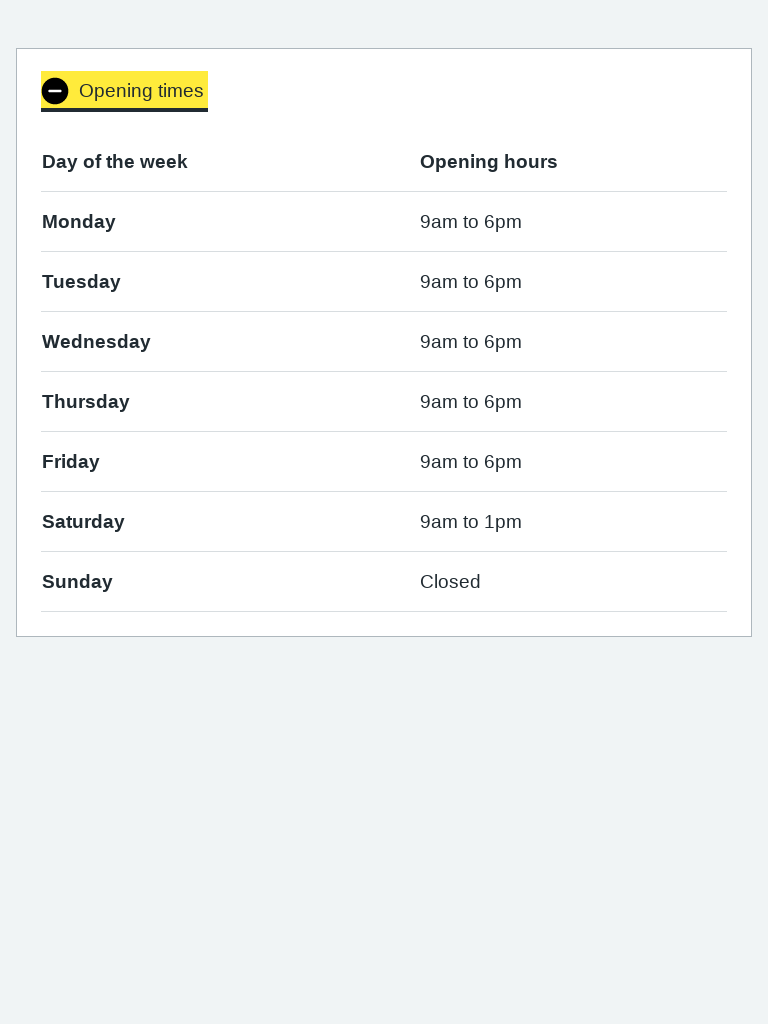 Opening times
Day of the week Opening hours
Monday 9am to 6pm
Tuesday 9am to 6pm
Wednesday 9am to 6pm
Thursday 9am to 6pm
Friday 9am to 6pm
Saturday 9am to 1pm
Sunday Closed